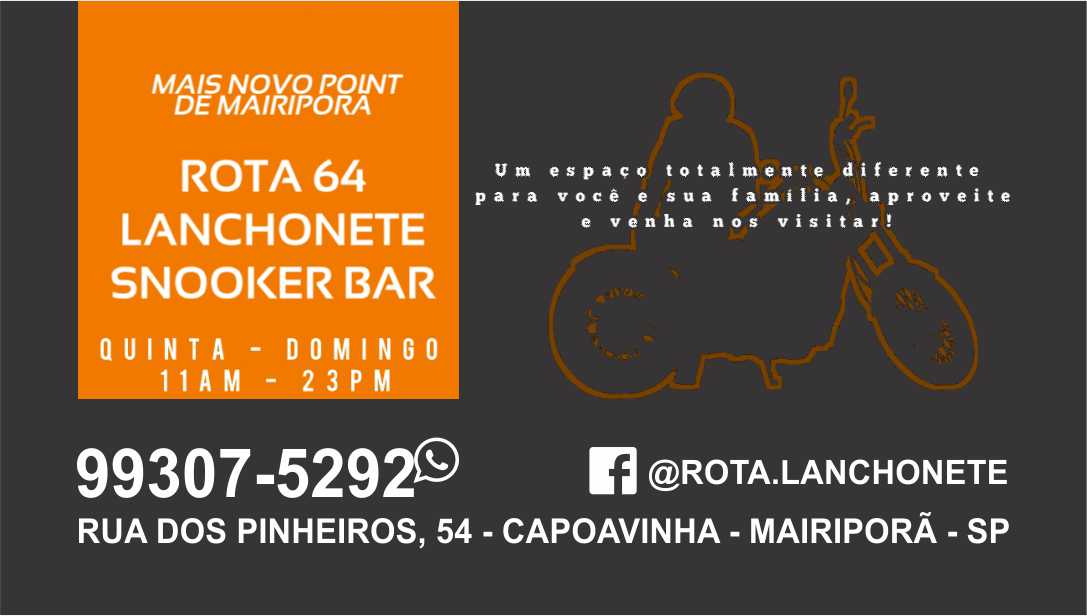 MAIS NOVO POINT
DE MAIRIPORÃ
ROTA 64
LANCHONETE
SNOOKER BAR
QUINTA - DOMINGO
11AM - 23PM
Um espaço totalmente diferente
para você e sua família, aproveite
e venha nos visitar!
99307-5292
@ROTA.LANCHONETE
RUA DOS PINHEIROS, 54 - CAPOAVINHA - MAIRIPORÃ - SP